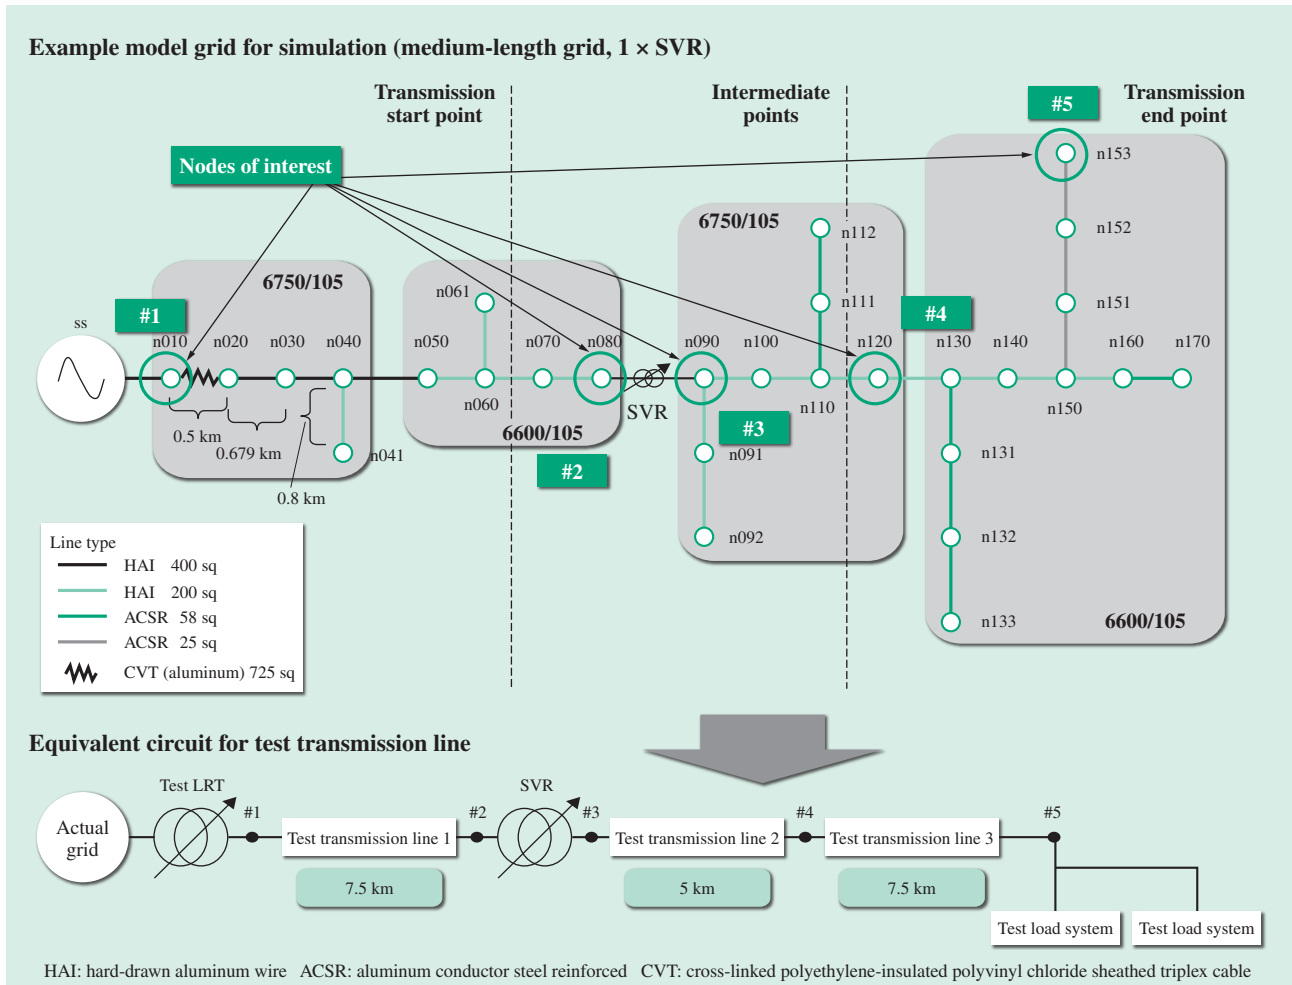 Example model grid for simulation (medium-length grid, 1 × SVR)
Transmission
start point
Intermediate
points
#5
Transmission
end point
Nodes of interest
n153
6750/105
n112
n152
6750/105
n061
n111
n151
ss
#1
#4
n010
n020
n030
n040
n050
n070
n080
n090
n100
n120
n130
n140
n160
n170
n060
SVR
n110
n150
0.5 km
0.679 km
6600/105
#3
n041
n091
n131
#2
0.8 km
n092
n132
Line type
HAI 400 sq
HAI 200 sq
ACSR 58 sq
ACSR 25 sq
CVT (aluminum) 725 sq
n133
6600/105
Equivalent circuit for test transmission line
Test LRT
SVR
#1
#2
#3
#4
#5
Actual
grid
Test transmission line 1
Test transmission line 2
Test transmission line 3
7.5 km
5 km
7.5 km
Test load system
Test load system
HAI: hard-drawn aluminum wire ACSR: aluminum conductor steel reinforced CVT: cross-linked polyethylene-insulated polyvinyl chloride sheathed triplex cable